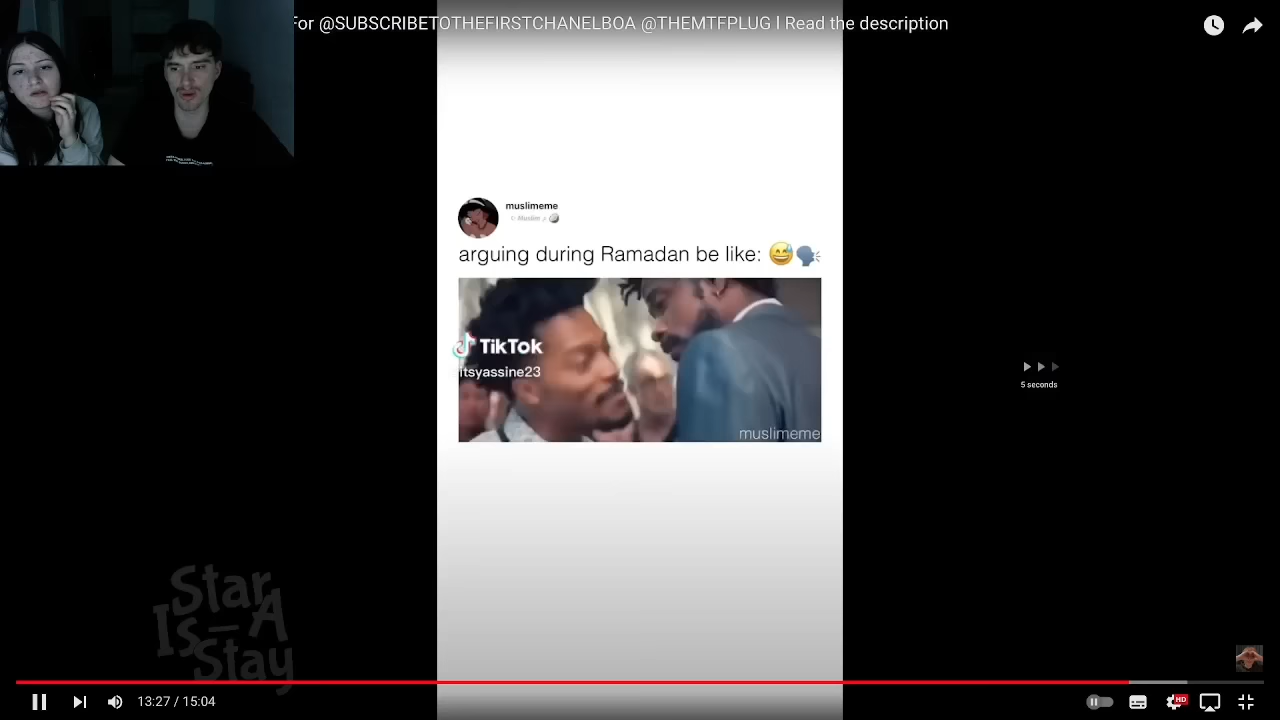 For @SUBSCRIBETOTHEFIRSTCHANELBOA @THEMTFPLUG l Read the description
muslimeme
Muslim
arguing during Ramadan be like: 😅🗣️
TikTok
itsyassine23
muslimeme
5 seconds
Star
Is–A
Stay
HD
13:27 / 15:04